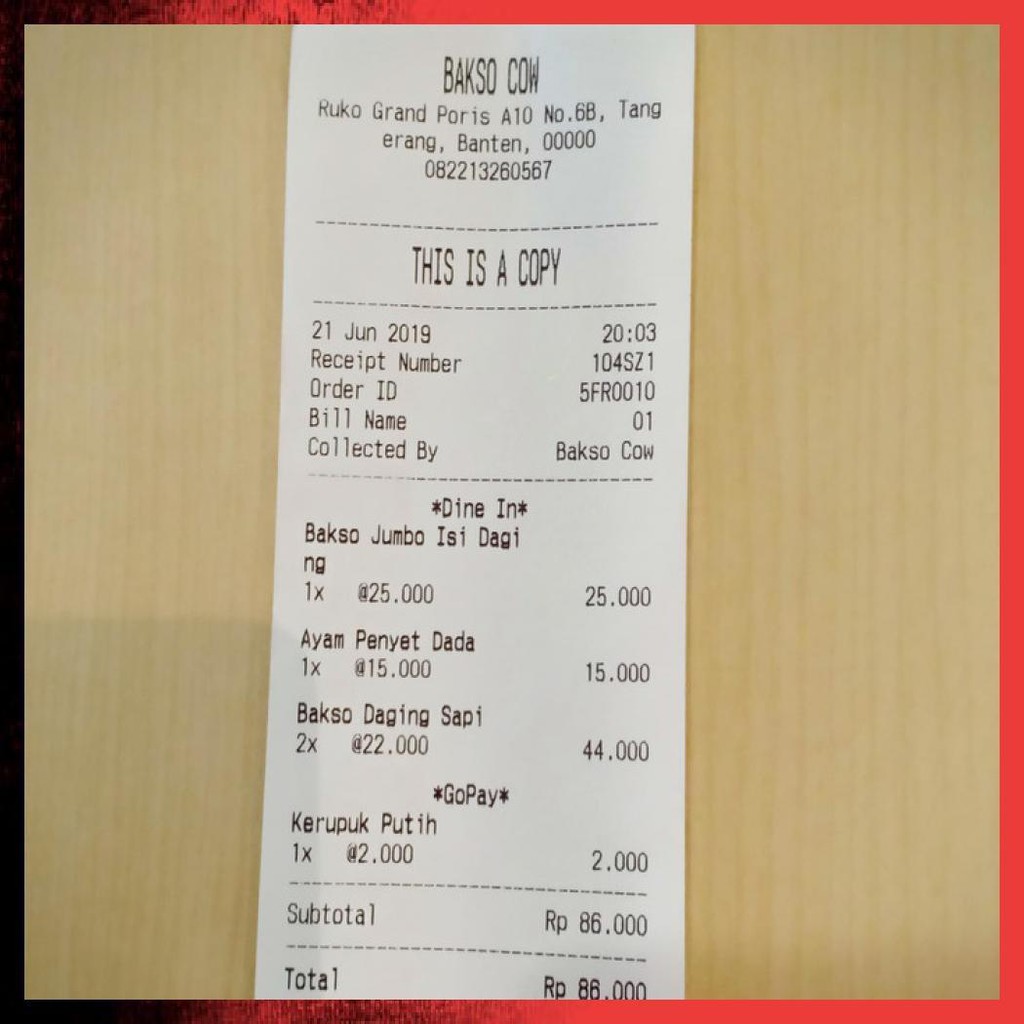 BAKSO COW
Ruko Grand Poris A10 No.6B, Tang
erang, Banten, 00000
082213260567
THIS IS A COPY
21 Jun 2019 20:03
Receipt Number 104SZ1
Order ID 5FR0010
Bill Name 01
Collected By Bakso Cow
*Dine In*
Bakso Jumbo Isi Dagi
ng
1x @25.000 25.000
Ayam Penyet Dada
1x @15.000 15.000
Bakso Daging Sapi
2x @22.000 44.000
*GoPay*
Kerupuk Putih
1x @2.000 2.000
Subtotal Rp 86.000
Total Rp 86.000